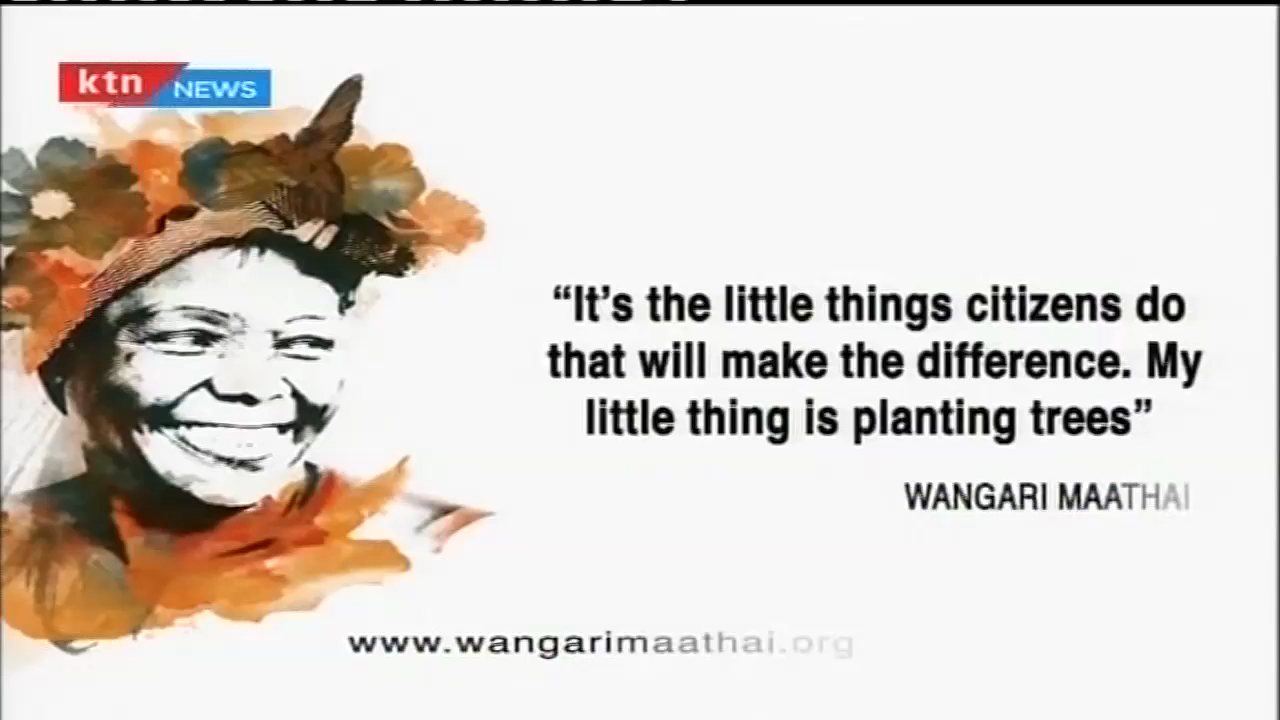 ktn NEWS
“It’s the little things citizens do
that will make the difference. My
little thing is planting trees”
WANGARI MAATHAI
www.wangarimaathai.org